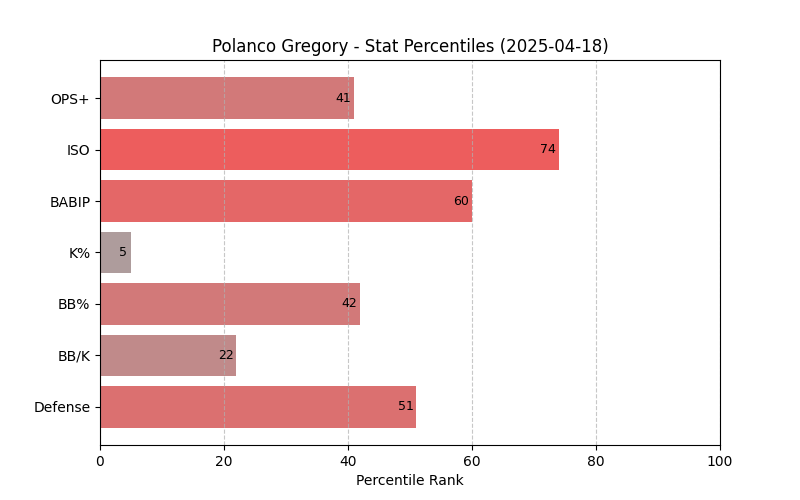 Polanco Gregory - Stat Percentiles (2025-04-18)
OPS+ 41
ISO 74
BABIP 60
K% 5
BB% 42
BB/K 22
Defense 51
0 20 40 60 80 100
Percentile Rank